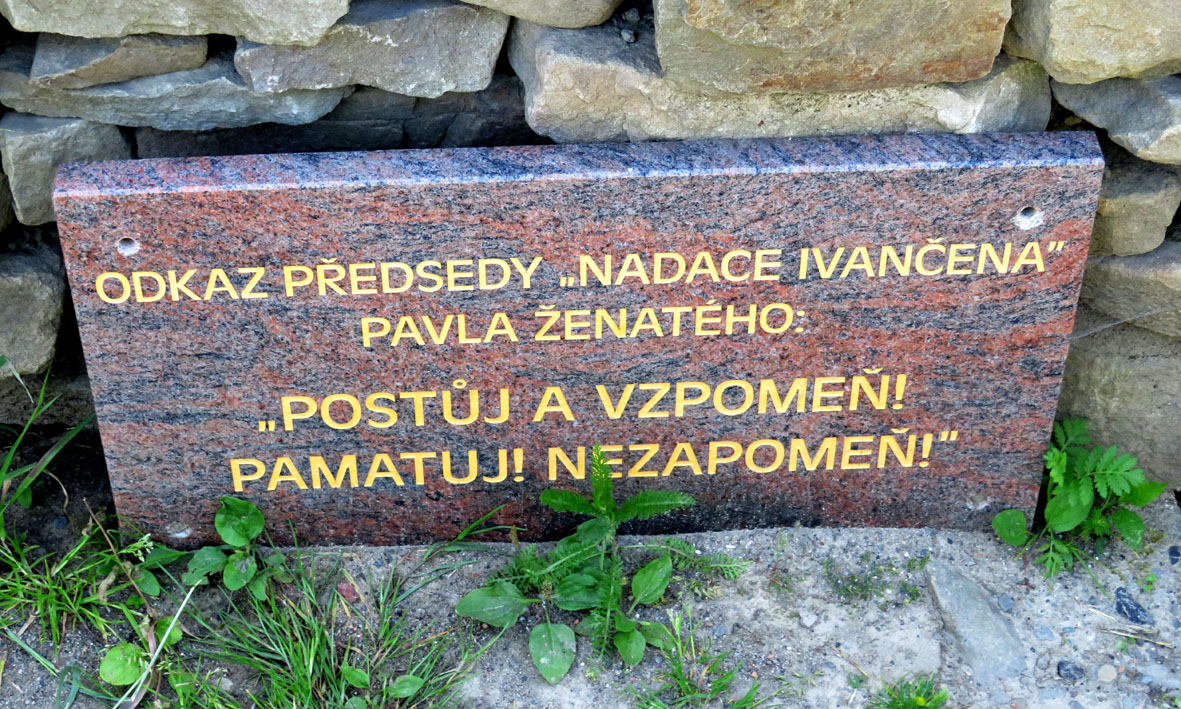 ODKAZ PŘEDSEDY „NADACE IVANČENA”
PAVLA ŽENATÉHO:
„POSTŮJ A VZPOMEŇ!
PAMATUJ! NEZAPOMEŇ!”